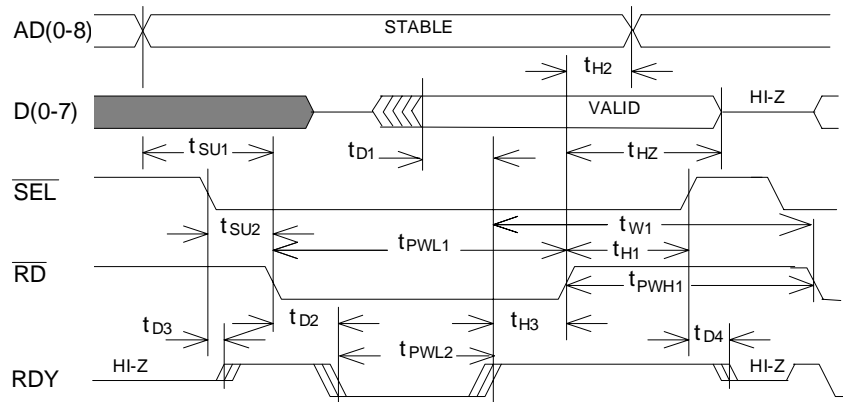 AD(0-8) STABLE
tH2
D(0-7) VALID HI-Z
tSU1 tD1 tHZ
SEL
tSU2 tW1
tPWL1 tH1
RD tPWH1
tD3 tD2 tH3 tD4
tPWL2
RDY HI-Z HI-Z